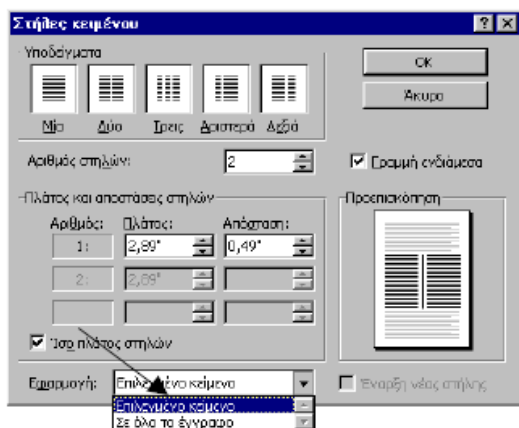 Στήλες κειμένου
Υποδείγματα
Μία Δύο Τρεις Αριστερά Δεξιά
OK
Άκυρο
Αριθμός στηλών: 2
Γραμμή ενδιάμεσα
Πλάτος και αποστάσεις στηλών
Αριθμός: Πλάτος: Απόσταση:
1: 2,89" 0,49"
2: 2,89"
Ίσο πλάτος στηλών
Προεπισκόπηση
Εφαρμογή: Επιλεγμένο κείμενο
Έναρξη νέας στήλης
Επιλεγμένο κείμενο
Σε όλο το έγγραφο